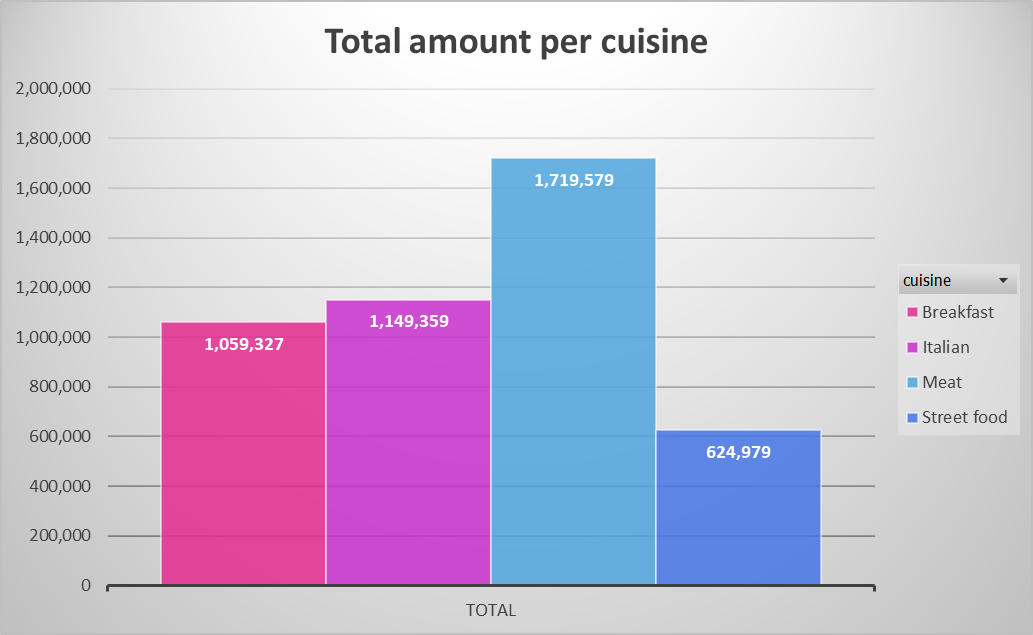 Total amount per cuisine
2,000,000
1,800,000
1,600,000
1,400,000
1,200,000
1,000,000
800,000
600,000
400,000
200,000
0
1,059,327
1,149,359
1,719,579
624,979
TOTAL
cuisine
Breakfast
Italian
Meat
Street food